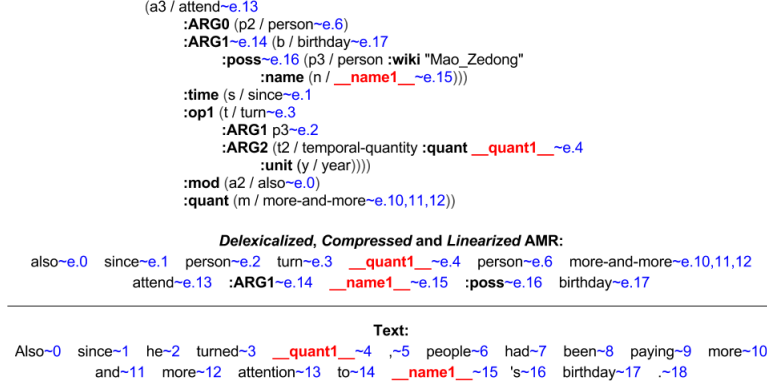 (a3 / attend~e.13
:ARG0 (p2 / person~e.6)
:ARG1~e.14 (b / birthday~e.17
:poss~e.16 (p3 / person :wiki "Mao_Zedong"
:name (n / __name1__~e.15)))
:time (s / since~e.1
:op1 (t / turn~e.3
:ARG1 p3~e.2
:ARG2 (t2 / temporal-quantity :quant __quant1__~e.4
:unit (y / year))))
:mod (a2 / also~e.0)
:quant (m / more-and-more~e.10,11,12))
Delexicalized, Compressed and Linearized AMR:
also~e.0 since~e.1 person~e.2 turn~e.3 __quant1__~e.4 person~e.6 more-and-more~e.10,11,12
attend~e.13 :ARG1~e.14 __name1__~e.15 :poss~e.16 birthday~e.17
Text:
Also~0 since~1 he~2 turned~3 __quant1__~4 ,~5 people~6 had~7 been~8 paying~9 more~10
and~11 more~12 attention~13 to~14 __name1__~15 's~16 birthday~17 .~18